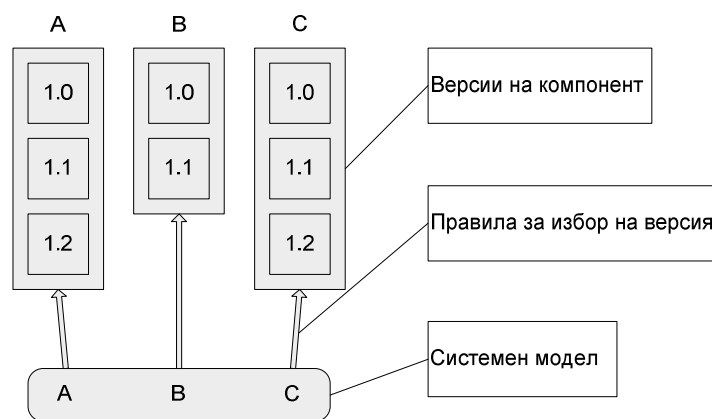 A B C
1.0 1.0 1.0
Версии на компонент
1.1 1.1 1.1
Правила за избор на версия
1.2 1.2
Системен модел
A B C